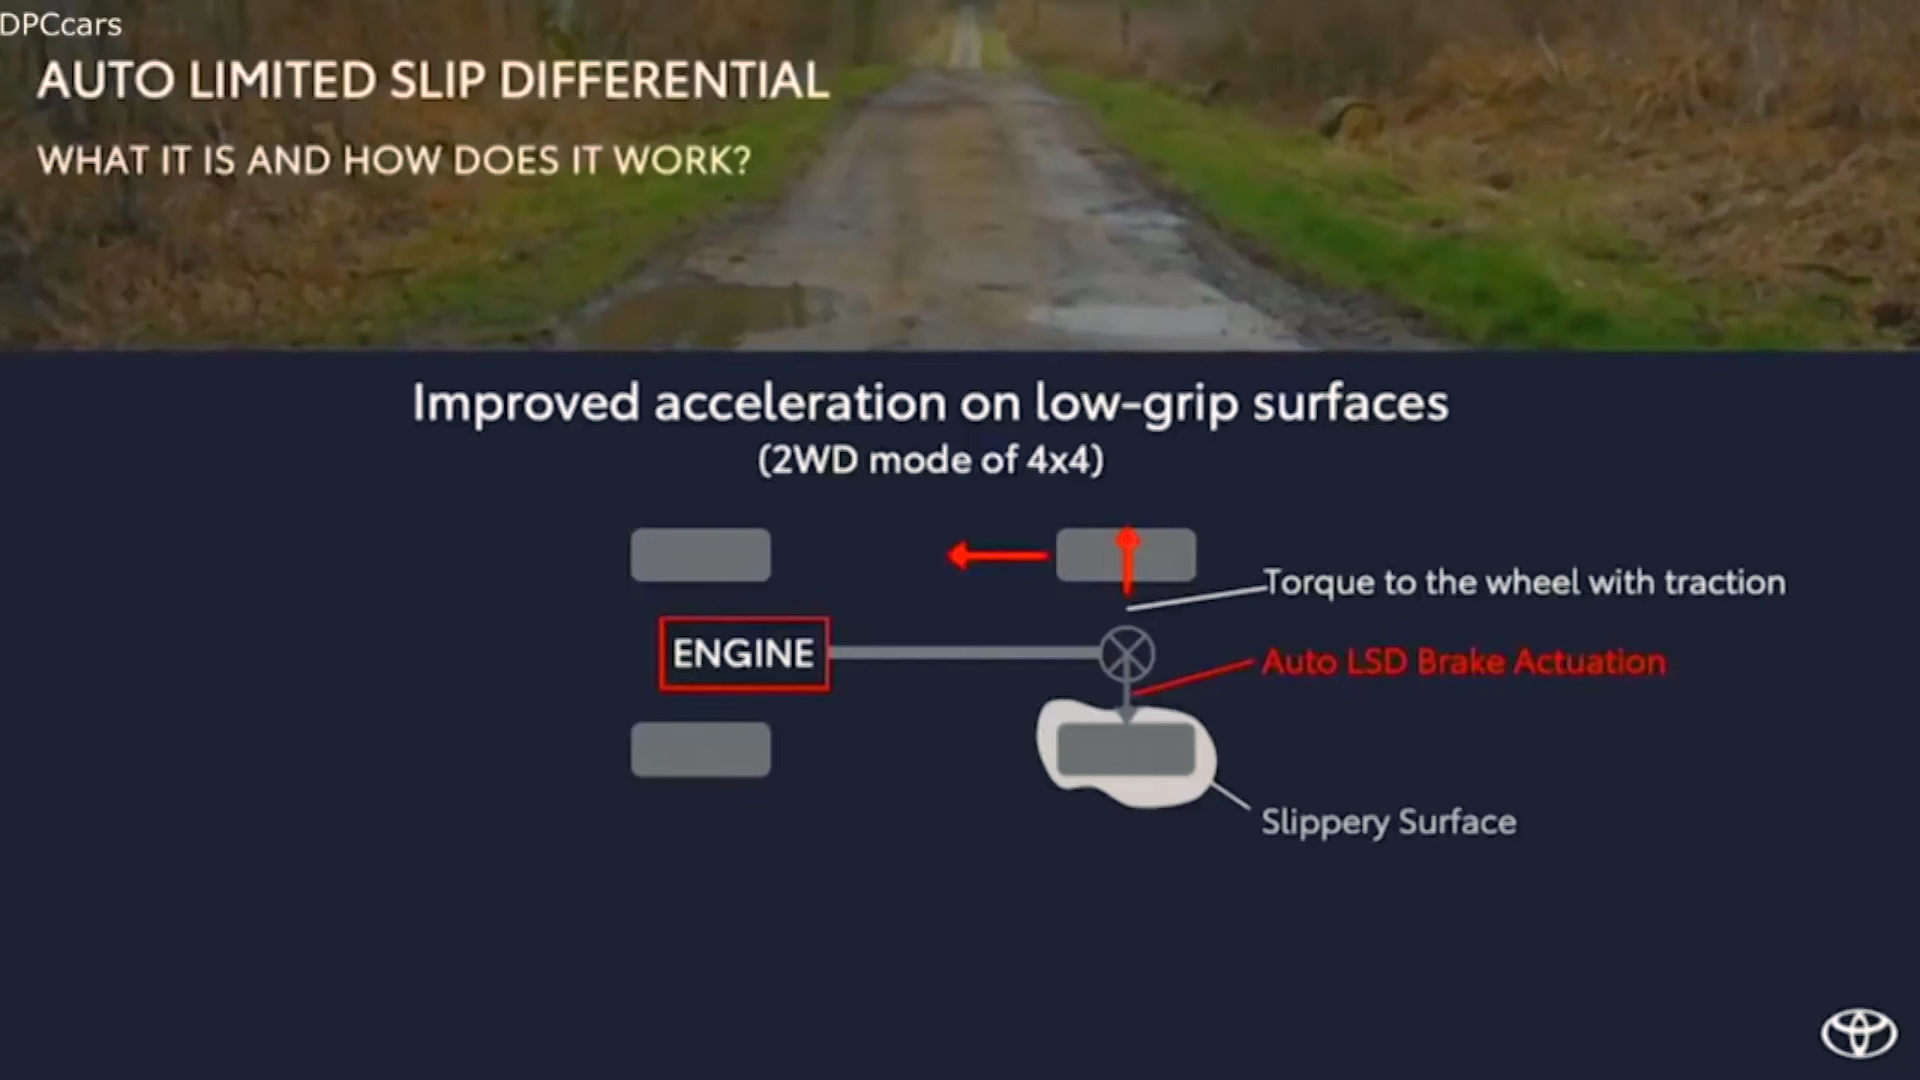 DPCcars
AUTO LIMITED SLIP DIFFERENTIAL
WHAT IT IS AND HOW DOES IT WORK?
Improved acceleration on low-grip surfaces
(2WD mode of 4x4)
Torque to the wheel with traction
ENGINE
Auto LSD Brake Actuation
Slippery Surface